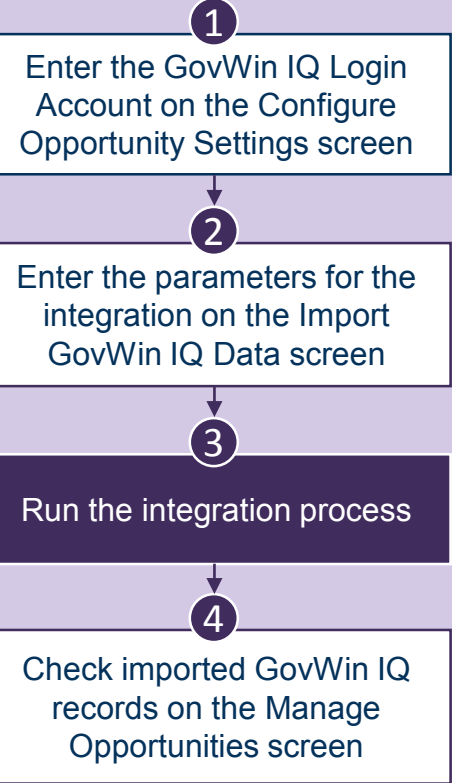 1
Enter the GovWin IQ Login
Account on the Configure
Opportunity Settings screen
2
Enter the parameters for the
integration on the Import
GovWin IQ Data screen
3
Run the integration process
4
Check imported GovWin IQ
records on the Manage
Opportunities screen